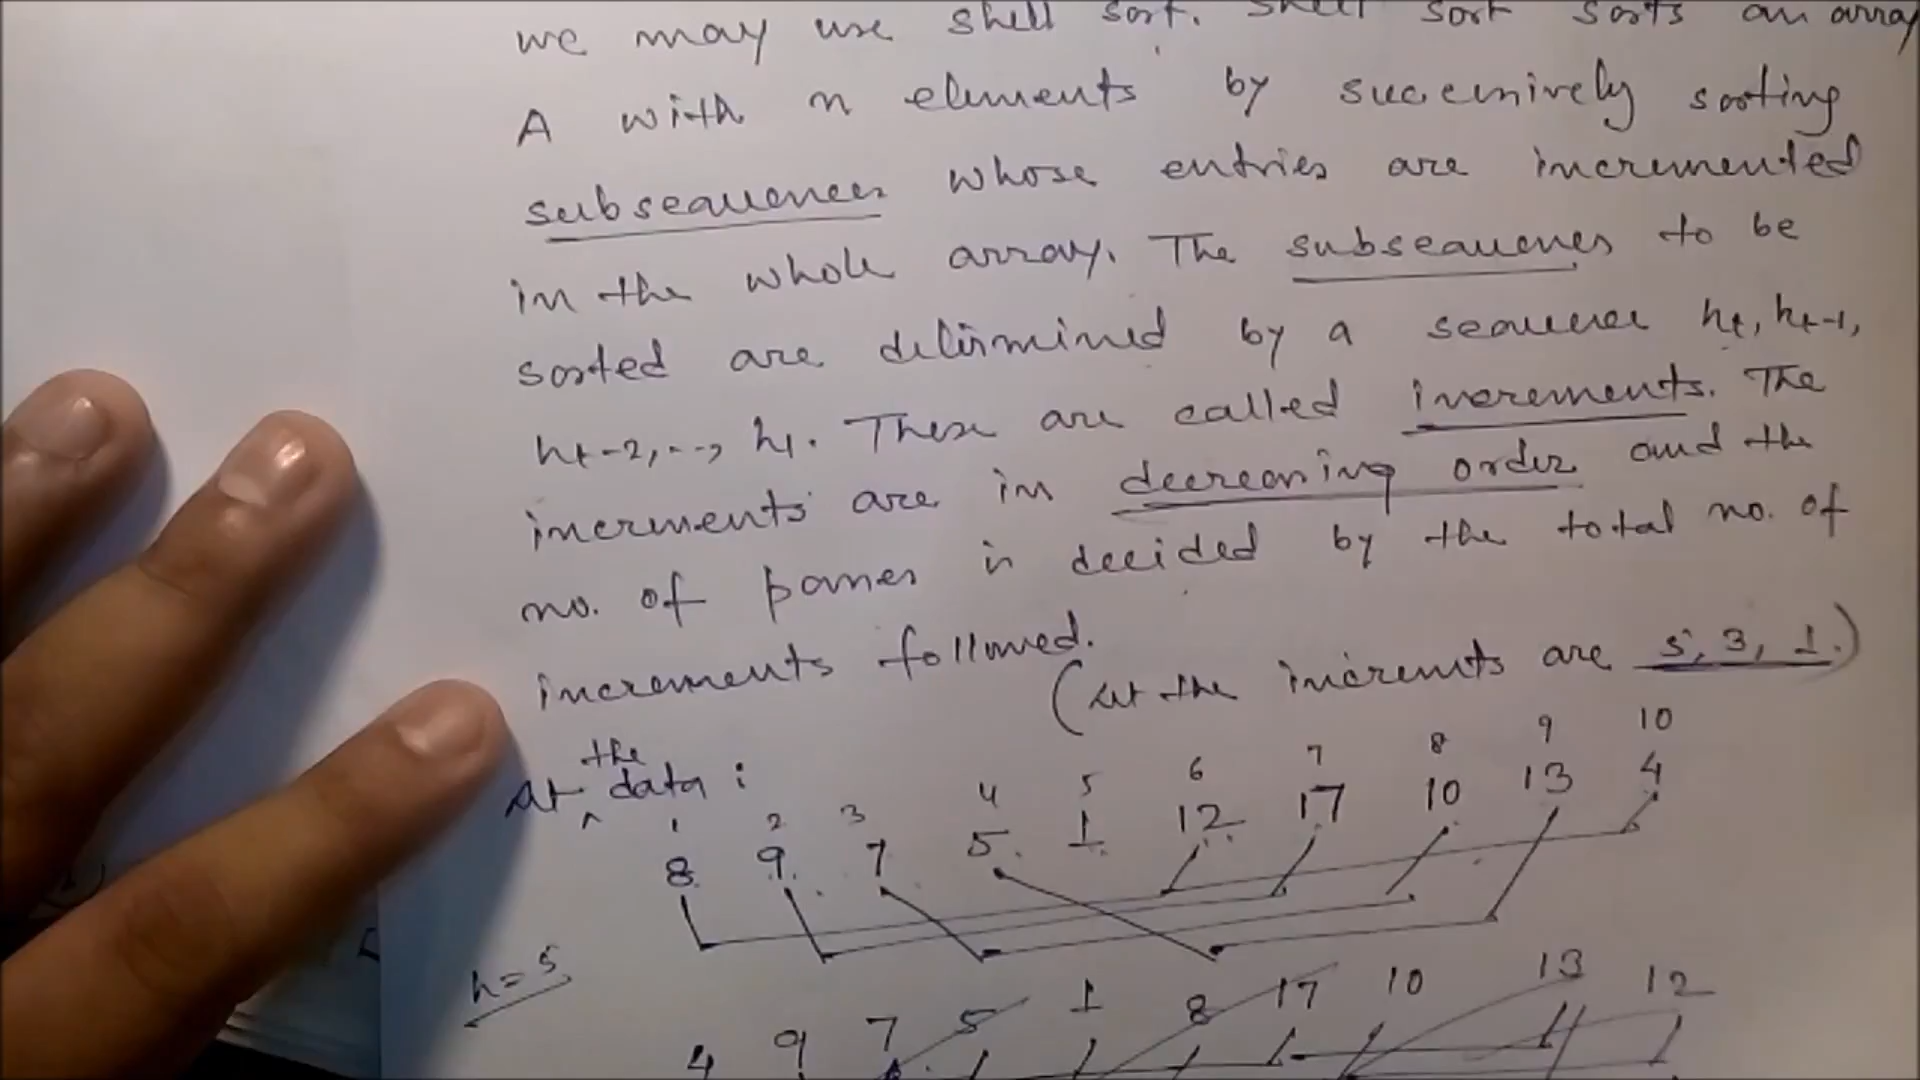 we may use shell sort. Shell sort sorts an array
A with n elements by successively sorting
subsequences whose entries are incremented
in the whole array. The subsequences to be
sorted are determined by a sequence ht, ht-1,
ht-2,..., h1. These are called increments. The
increments are in decreasing order and the
no. of passes is decided by the total no. of
increments followed.
(Let the increments are 5, 3, 1.)
Let the data :
1 2 3 4 5 6 7 8 9 10
8 9 7 5 1 12 17 10 13 4
h=5
4 9 7 5 1 8 17 10 13 12